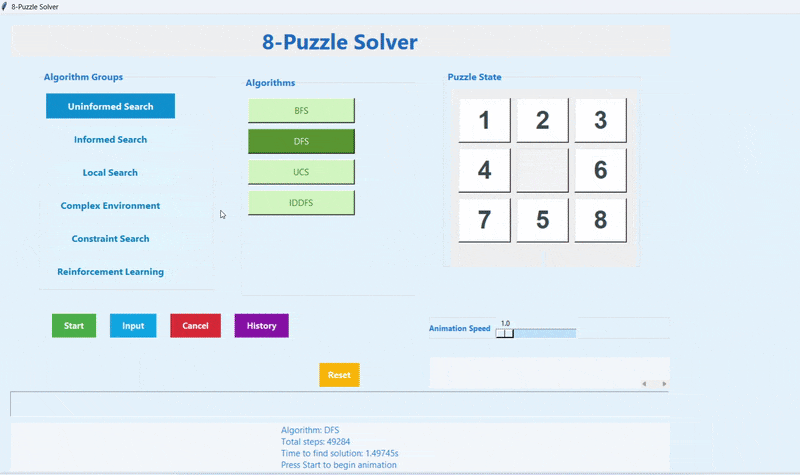 8-Puzzle Solver
8-Puzzle Solver
Algorithm Groups
Uninformed Search
Informed Search
Local Search
Complex Environment
Constraint Search
Reinforcement Learning
Algorithms
BFS
DFS
UCS
IDDFS
Puzzle State
1 2 3
4 6
7 5 8
Start Input Cancel History
Animation Speed 1.0
Reset
Algorithm: DFS
Total steps: 49284
Time to find solution: 1.49745s
Press Start to begin animation